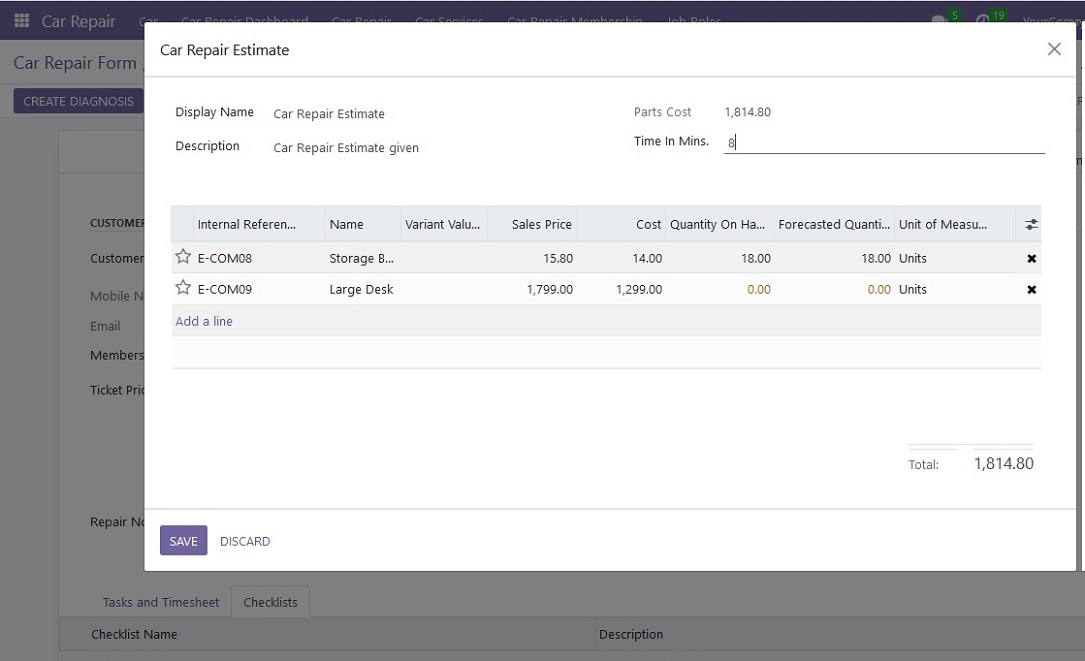 Car Repair Car Car Repair Dashboard Car Repair Car Services Car Repair Membership Job Roles 5 19
Car Repair Form /
CREATE DIAGNOSIS
Car Repair Estimate
Display Name Car Repair Estimate Parts Cost 1,814.80
Description Car Repair Estimate given Time In Mins. 8
Internal Referen... Name Variant Valu... Sales Price Cost Quantity On Ha... Forecasted Quanti... Unit of Measu...
E-COM08 Storage B... 15.80 14.00 18.00 18.00 Units
E-COM09 Large Desk 1,799.00 1,299.00 0.00 0.00 Units
Add a line
Total: 1,814.80
SAVE DISCARD
CUSTOMER
Customer
Mobile N
Email
Members
Ticket Pric
Repair No
Tasks and Timesheet Checklists
Checklist Name Description